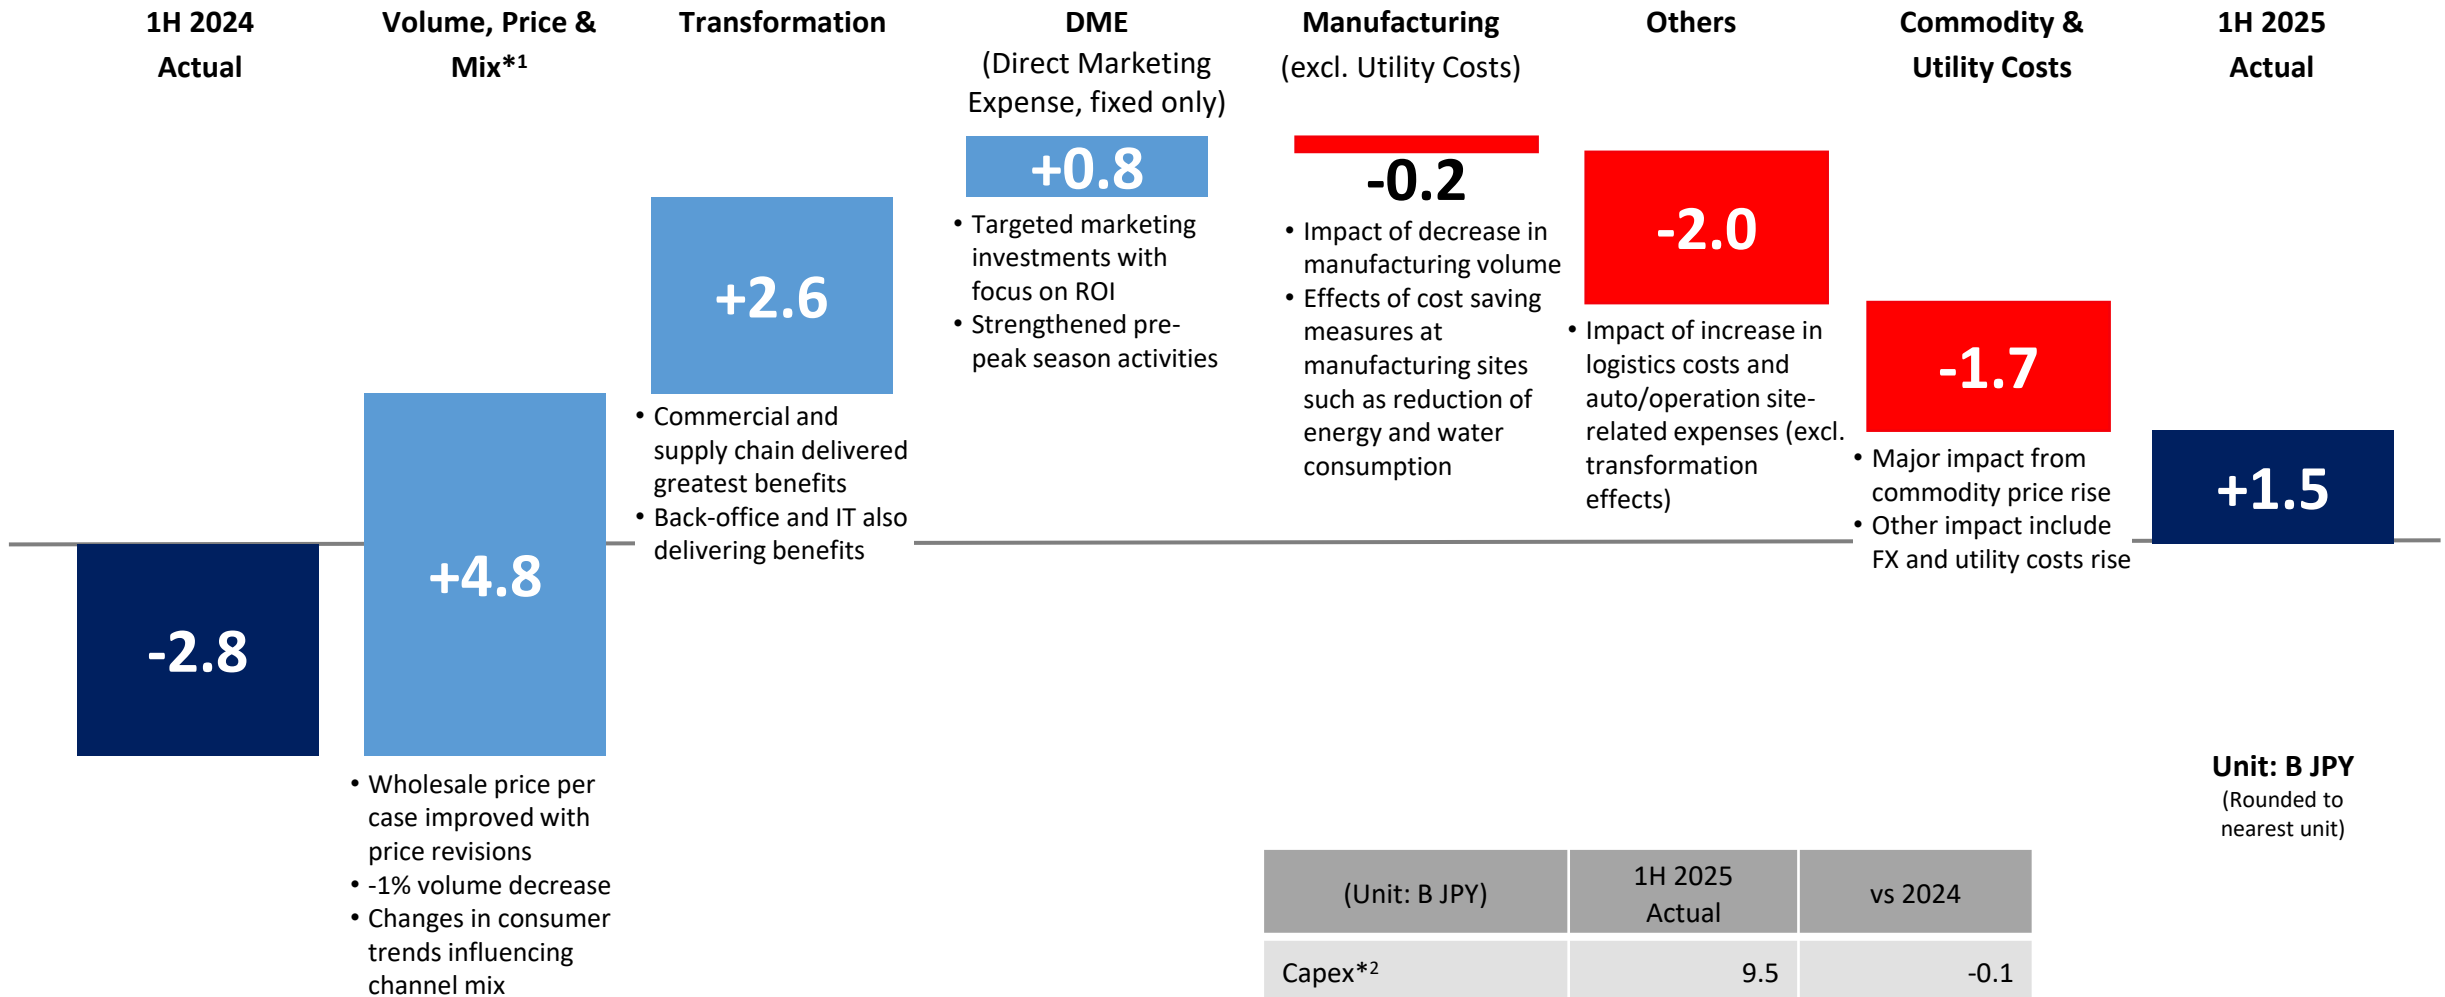 1H 2024
Actual
-2.8
Volume, Price &
Mix*1
+4.8
• Wholesale price per
case improved with
price revisions
• -1% volume decrease
• Changes in consumer
trends influencing
channel mix
Transformation
+2.6
• Commercial and
supply chain delivered
greatest benefits
• Back-office and IT also
delivering benefits
DME
(Direct Marketing
Expense, fixed only)
+0.8
• Targeted marketing
investments with
focus on ROI
• Strengthened pre-
peak season activities
Manufacturing
(excl. Utility Costs)
-0.2
• Impact of decrease in
manufacturing volume
• Effects of cost saving
measures at
manufacturing sites
such as reduction of
energy and water
consumption
Others
-2.0
• Impact of increase in
logistics costs and
auto/operation site-
related expenses (excl.
transformation
effects)
Commodity &
Utility Costs
-1.7
• Major impact from
commodity price rise
• Other impact include
FX and utility costs rise
1H 2025
Actual
+1.5
Unit: B JPY
(Rounded to
nearest unit)
(Unit: B JPY)
1H 2025
Actual
vs 2024
Capex*2
9.5
-0.1